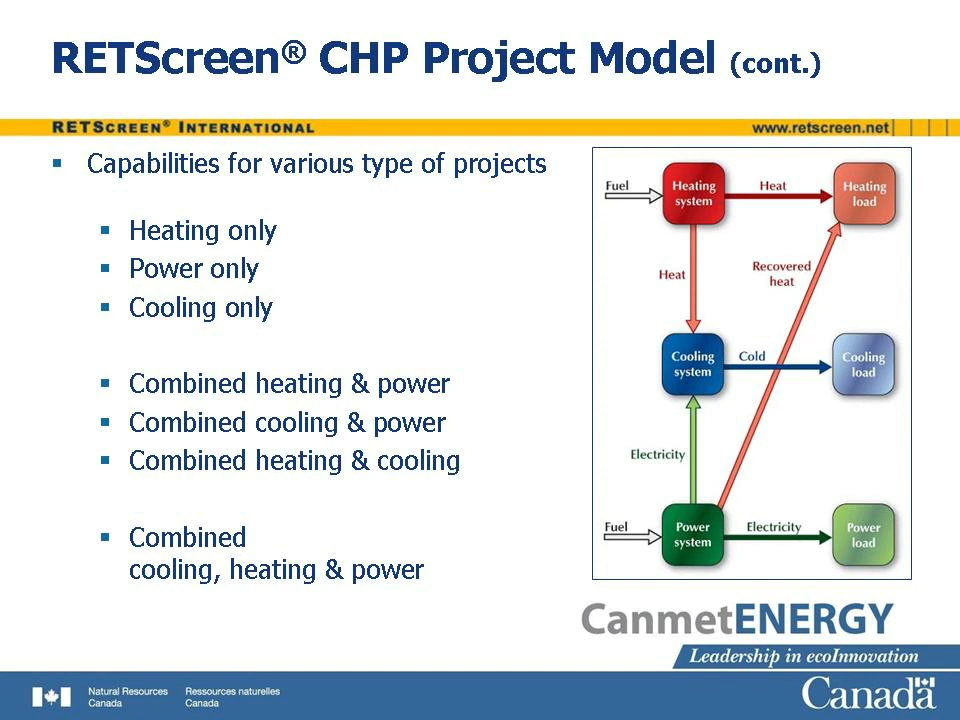 RETScreen® CHP Project Model (cont.)
RETSCREEN® INTERNATIONAL
www.retscreen.net
Capabilities for various type of projects
Heating only
Power only
Cooling only
Combined heating & power
Combined cooling & power
Combined heating & cooling
Combined
cooling, heating & power
Fuel
Heating
system
Heat
Heating
load
Heat
Recovered
heat
Cooling
system
Cold
Cooling
load
Electricity
Fuel
Power
system
Electricity
Power
load
CanmetENERGY
Leadership in ecoInnovation
Natural Resources
Canada
Ressources naturelles
Canada
Canada